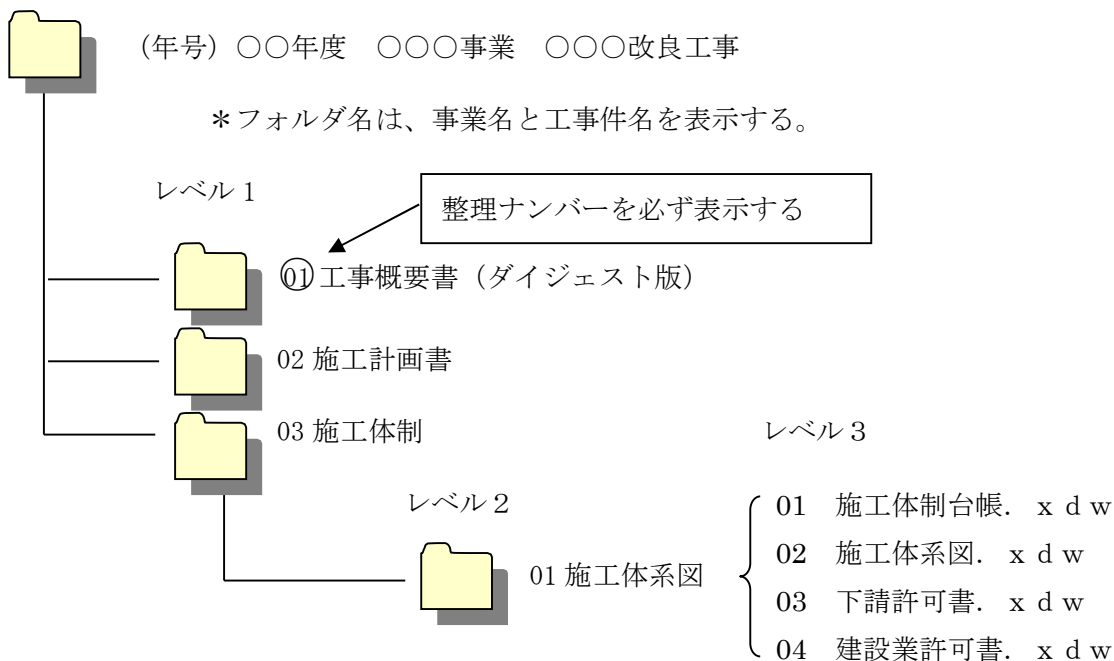 (年号) ○○年度　○○○事業　○○○改良工事
＊フォルダ名は、事業名と工事件名を表示する。
レベル１
整理ナンバーを必ず表示する
01 工事概要書（ダイジェスト版）
02 施工計画書
03 施工体制
レベル３
レベル２
01　施工体制台帳．ｘｄｗ
02　施工体系図．ｘｄｗ
01 施工体系図
03　下請許可書．ｘｄｗ
04　建設業許可書．ｘｄｗ